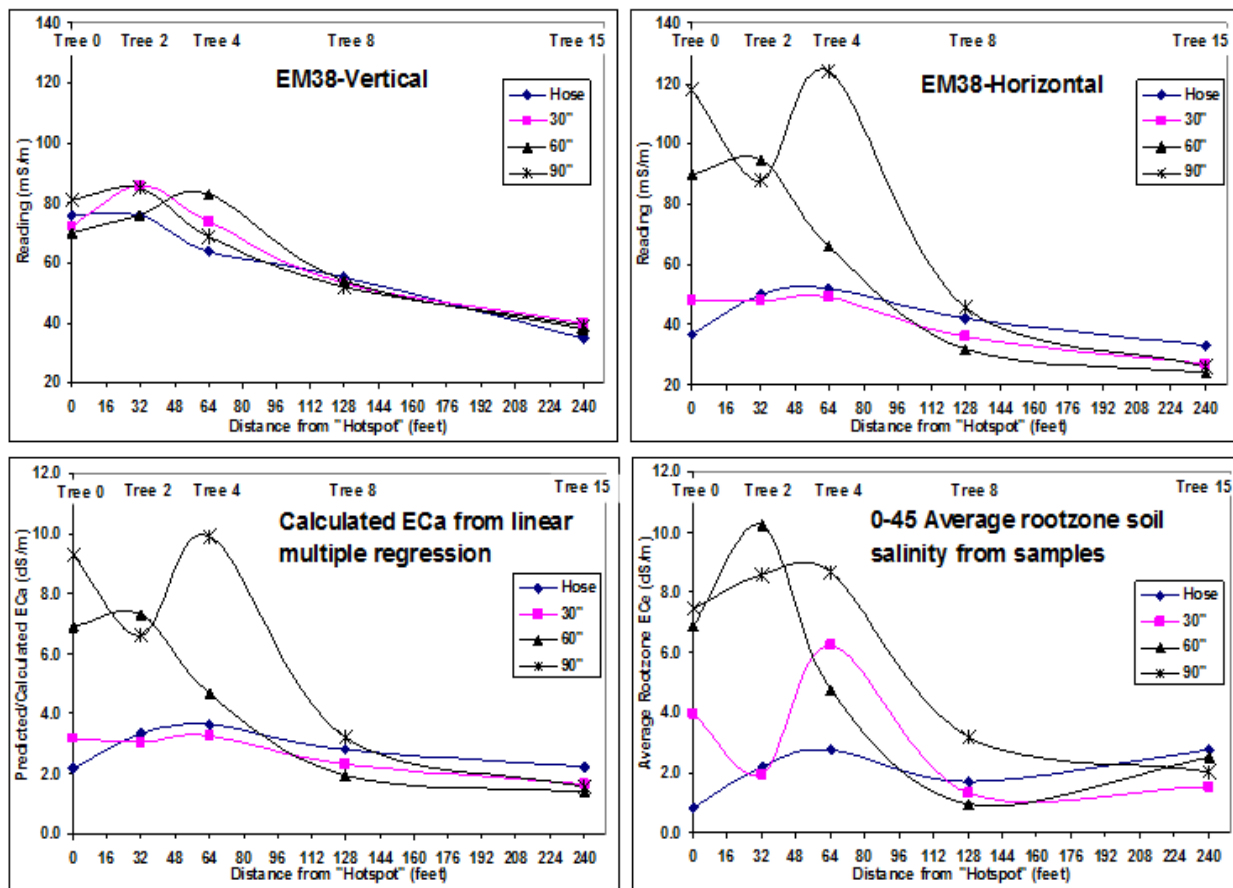 140
Tree 0 Tree 2 Tree 4 Tree 8 Tree 15
EM38-Vertical
120
100
80
60
40
20
Reading (mS/m)
Hose
30"
60"
90"
0 16 32 48 64 80 96 112 128 144 160 176 192 208 224 240
Distance from "Hotspot" (feet)
140
Tree 0 Tree 2 Tree 4 Tree 8 Tree 15
EM38-Horizontal
120
100
80
60
40
20
Reading (mS/m)
Hose
30"
60"
90"
0 16 32 48 64 80 96 112 128 144 160 176 192 208 224 240
Distance from "Hotspot" (feet)
12.0
Tree 0 Tree 2 Tree 4 Tree 8 Tree 15
Calculated ECa from linear
multiple regression
10.0
8.0
6.0
4.0
2.0
0.0
Predicted/Calculated ECa (dS/m)
Hose
30"
60"
90"
0 16 32 48 64 80 96 112 128 144 160 176 192 208 224 240
Distance from "Hotspot" (feet)
12.0
Tree 0 Tree 2 Tree 4 Tree 8 Tree 15
0-45 Average rootzone soil
salinity from samples
10.0
8.0
6.0
4.0
2.0
0.0
Average Rootzone ECe (dS/m)
Hose
30"
60"
90"
0 16 32 48 64 80 96 112 128 144 160 176 192 208 224 240
Distance from "Hotspot" (feet)